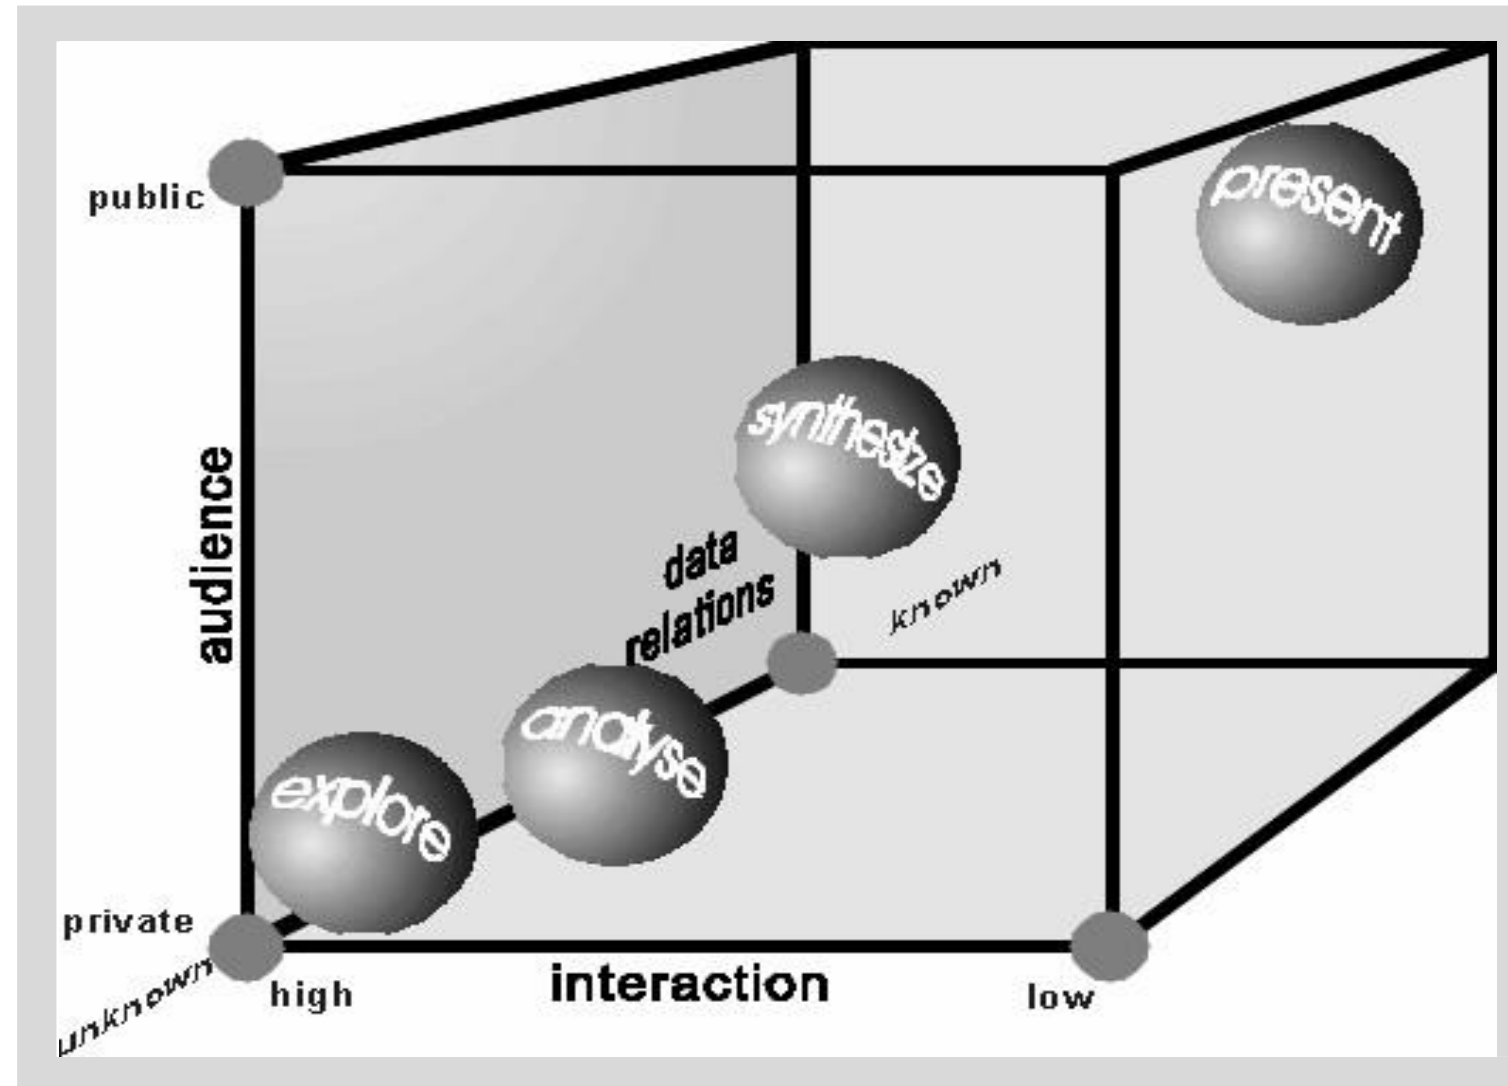 present
public
synthesize
audience
data
relations
known
analyse
explore
private
unknown
high
interaction
low